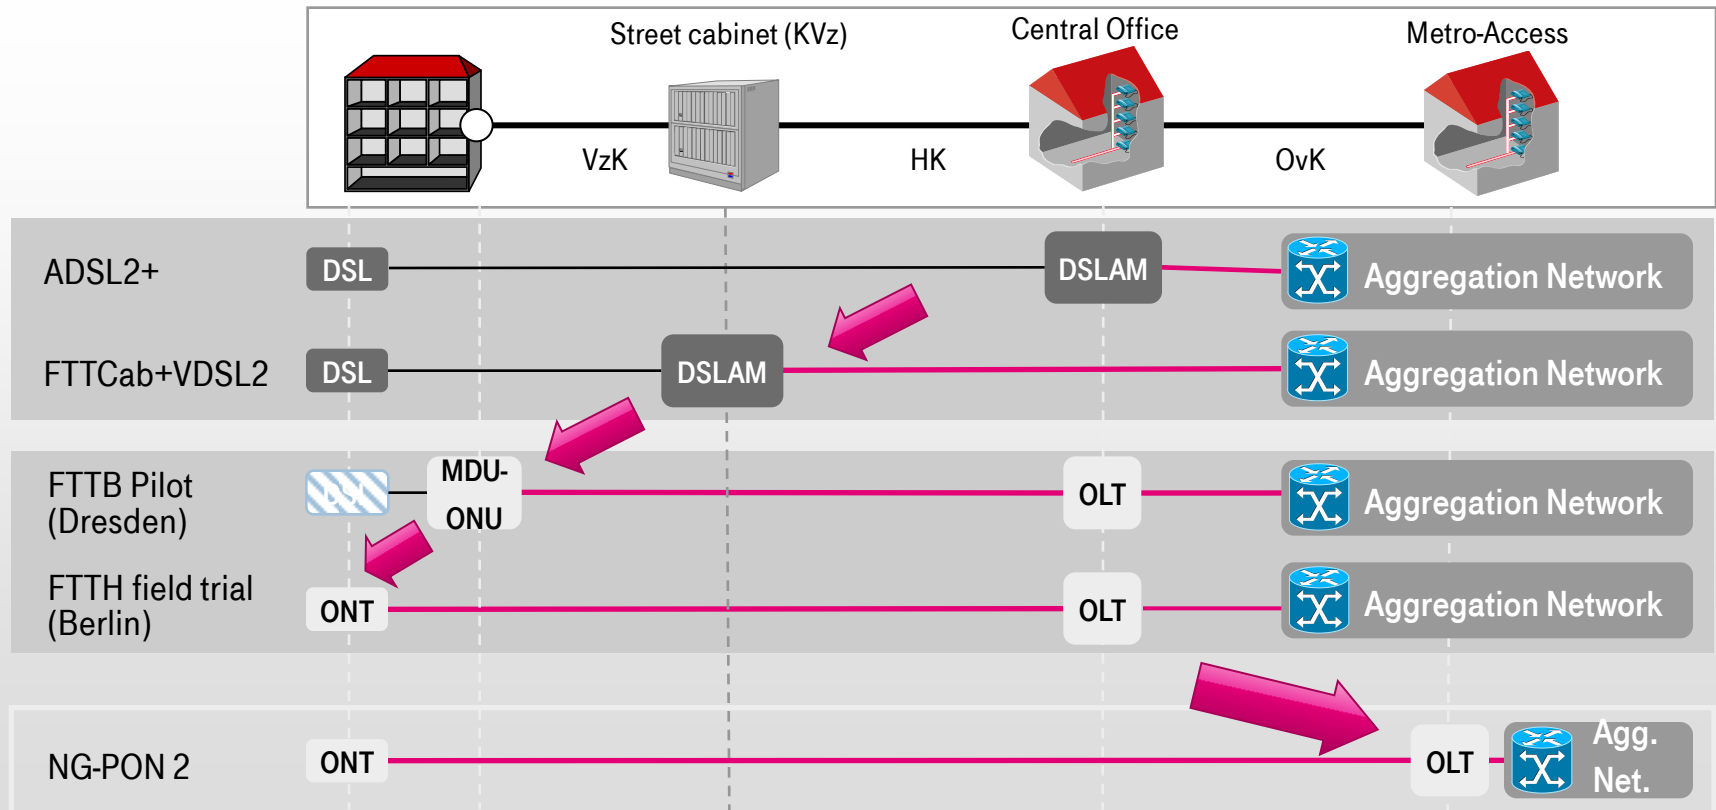 Street cabinet (KVz)
Central Office
Metro-Access
VzK
HK
OvK
ADSL2+
DSL
DSLAM
Aggregation Network
FTTCab+VDSL2
DSL
DSLAM
Aggregation Network
FTTB Pilot
(Dresden)
DSL
MDU-
ONU
OLT
Aggregation Network
FTTH field trial
(Berlin)
ONT
OLT
Aggregation Network
NG-PON 2
ONT
OLT
Agg.
Net.